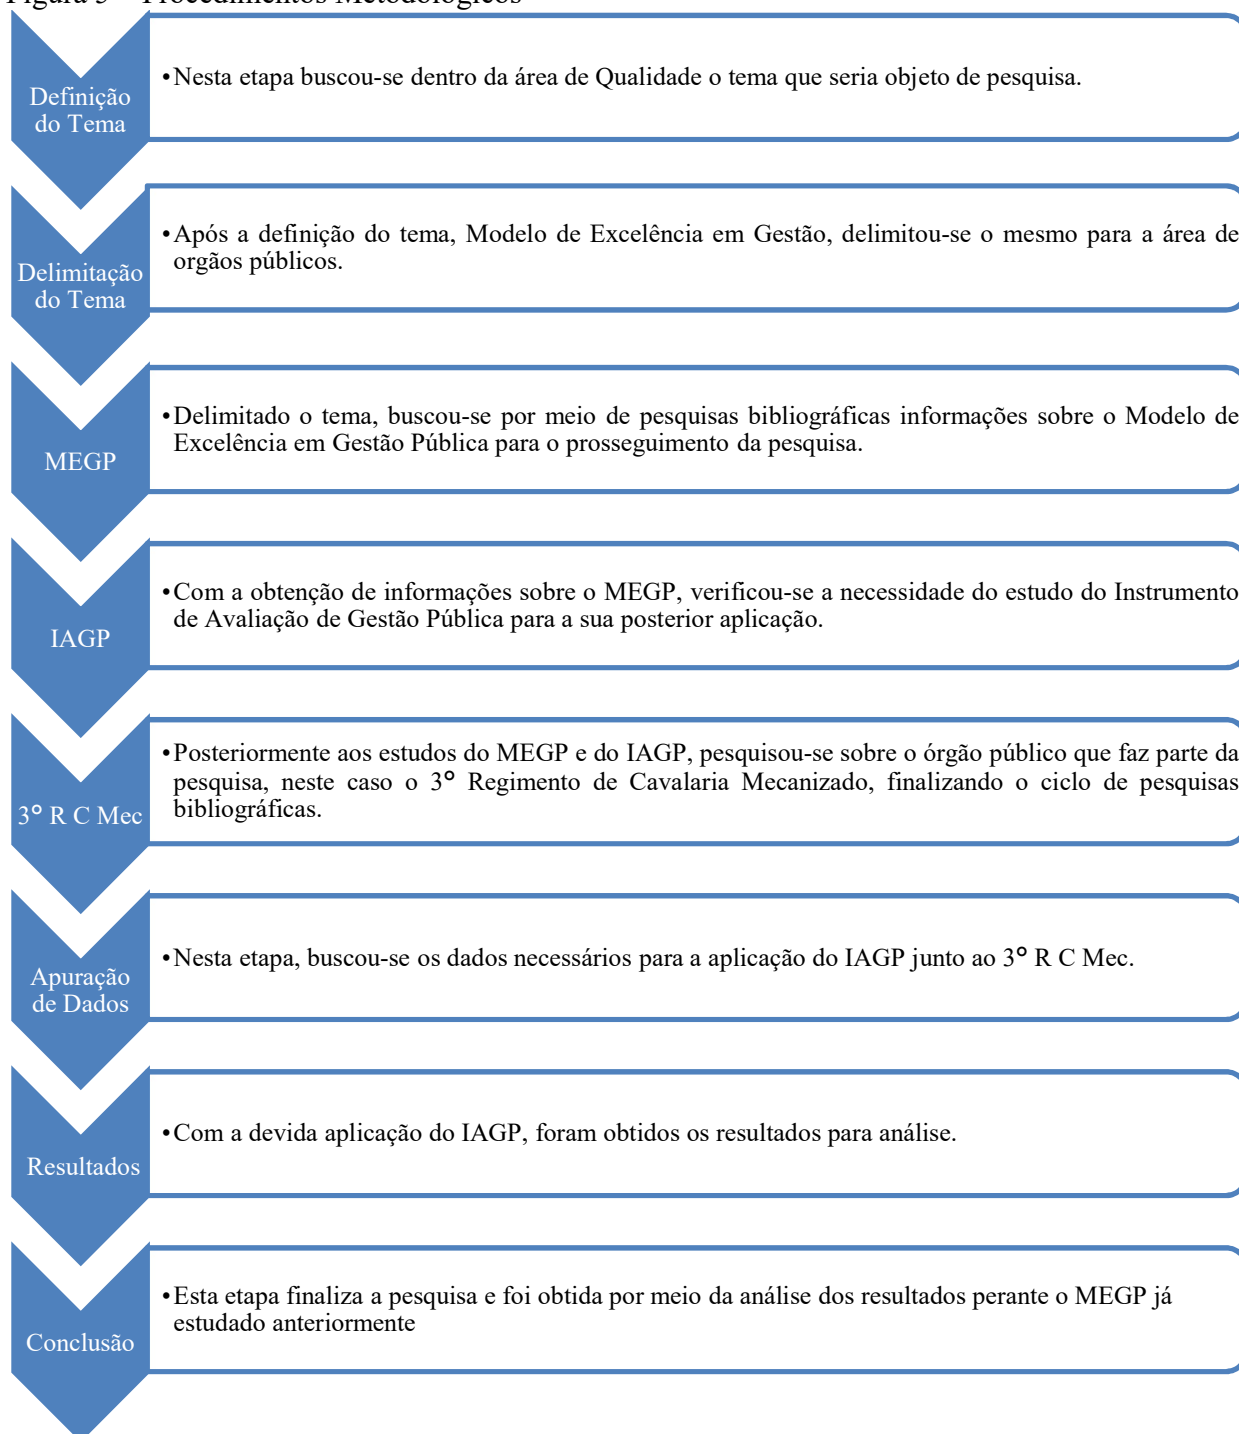 Figura 3 – Procedimentos Metodológicos
Definição
do Tema
•Nesta etapa buscou-se dentro da área de Qualidade o tema que seria objeto de pesquisa.
Delimitação
do Tema
•Após a definição do tema, Modelo de Excelência em Gestão, delimitou-se o mesmo para a área de
orgãos públicos.
MEGP
•Delimitado o tema, buscou-se por meio de pesquisas bibliográficas informações sobre o Modelo de
Excelência em Gestão Pública para o prosseguimento da pesquisa.
IAGP
•Com a obtenção de informações sobre o MEGP, verificou-se a necessidade do estudo do Instrumento
de Avaliação de Gestão Pública para a sua posterior aplicação.
3° R C Mec
•Posteriormente aos estudos do MEGP e do IAGP, pesquisou-se sobre o órgão público que faz parte da
pesquisa, neste caso o 3° Regimento de Cavalaria Mecanizado, finalizando o ciclo de pesquisas
bibliográficas.
Apuração
de Dados
•Nesta etapa, buscou-se os dados necessários para a aplicação do IAGP junto ao 3° R C Mec.
Resultados
•Com a devida aplicação do IAGP, foram obtidos os resultados para análise.
Conclusão
•Esta etapa finaliza a pesquisa e foi obtida por meio da análise dos resultados perante o MEGP já
estudado anteriormente